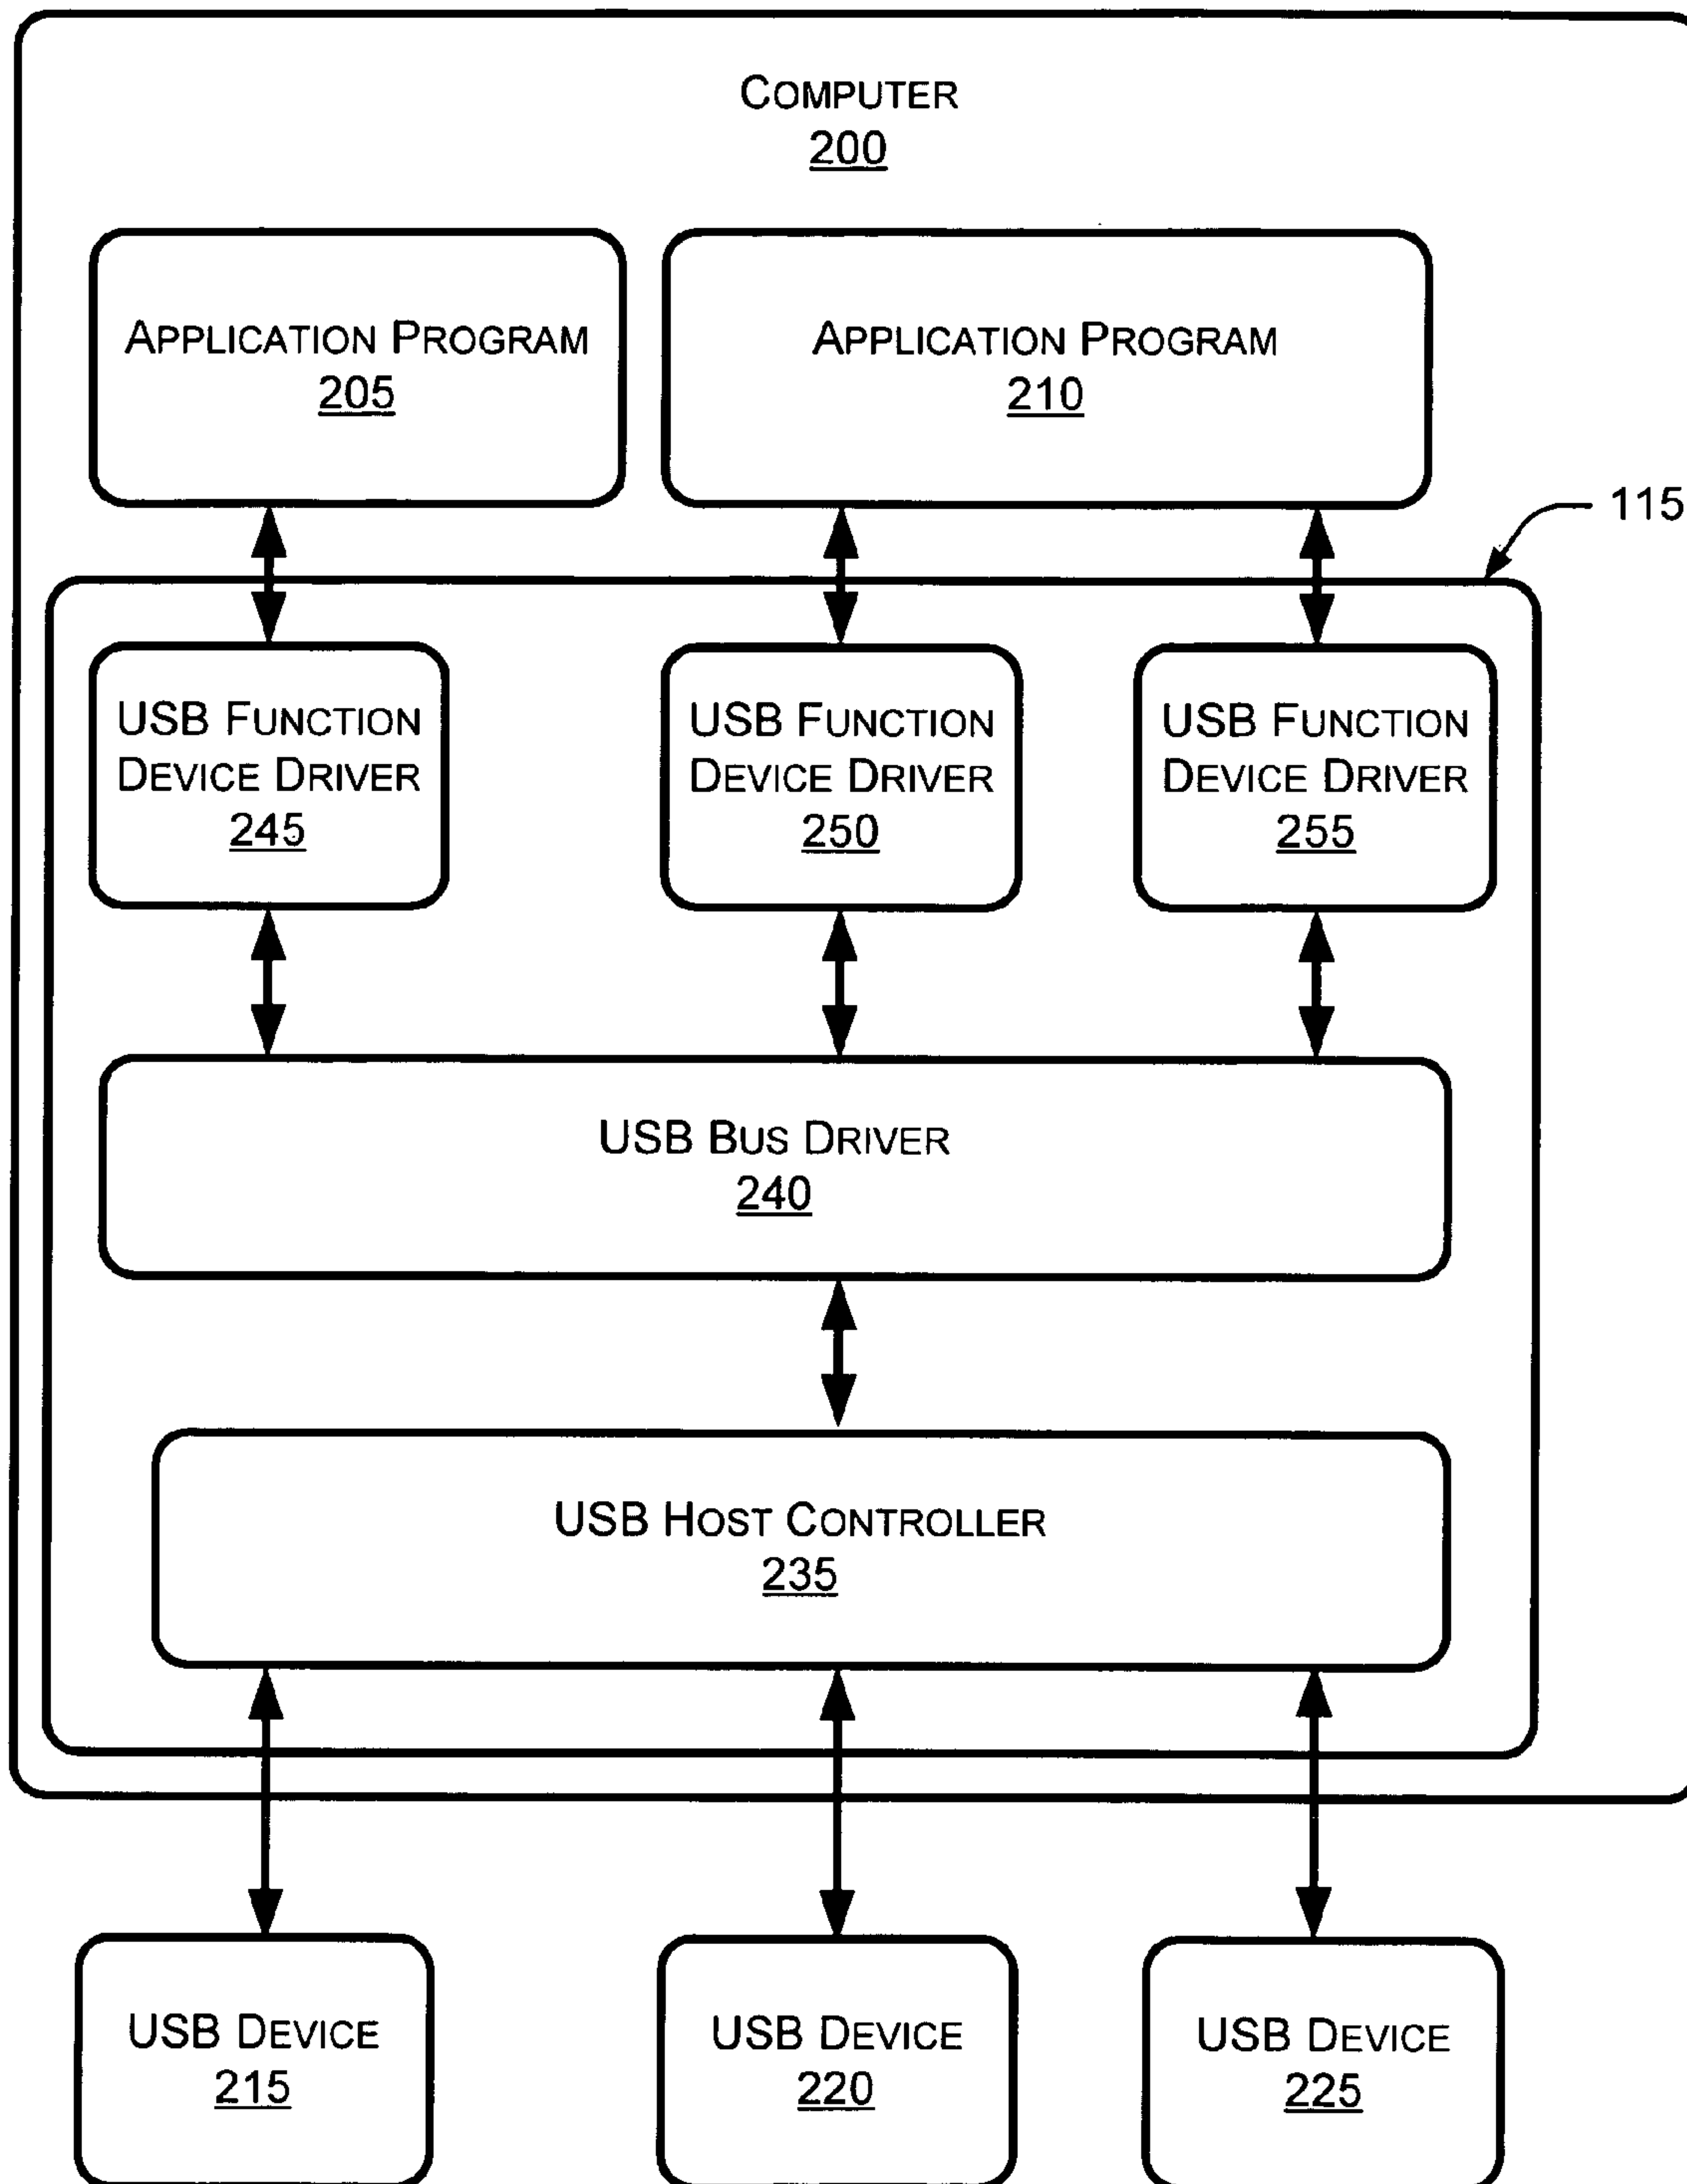 COMPUTER
200
APPLICATION PROGRAM
205
APPLICATION PROGRAM
210
115
USB FUNCTION
DEVICE DRIVER
245
USB FUNCTION
DEVICE DRIVER
250
USB FUNCTION
DEVICE DRIVER
255
USB BUS DRIVER
240
USB HOST CONTROLLER
235
USB DEVICE
215
USB DEVICE
220
USB DEVICE
225